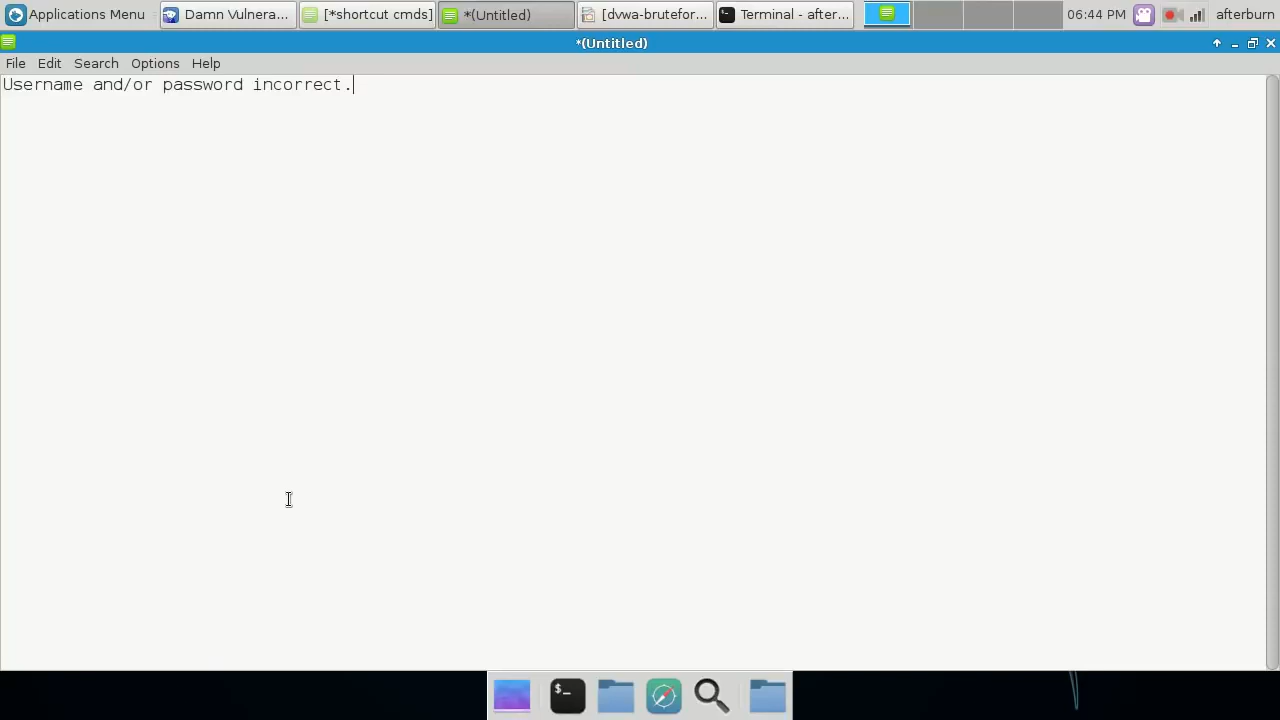 Applications Menu
Damn Vulnera...
[*shortcut cmds]
*(Untitled)
[dvwa-brutefor...
Terminal - after...
06:44 PM
afterburn
*(Untitled)
File Edit Search Options Help
Username and/or password incorrect.
$_